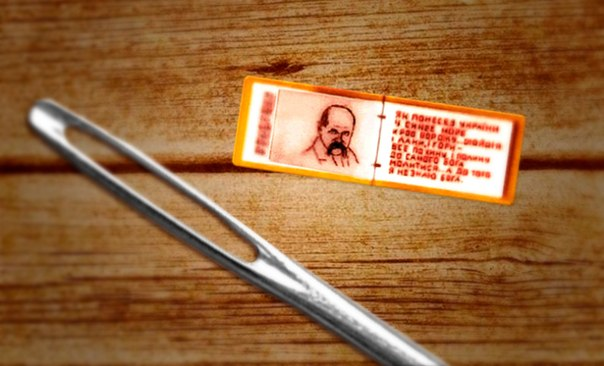 ЯК ПОНЕСЕ З УКРАЇНИ
У СИНЄЄ МОРЕ
КРОВ ВОРОЖУ...
І ЛАНИ, І ГОРИ—
ВСЕ ПОКИНУ І ПОЛИНУ
ДО САМОГО БОГА
МОЛИТИСЯ... А ДО ТОГО
Я НЕ ЗНАЮ БОГА.